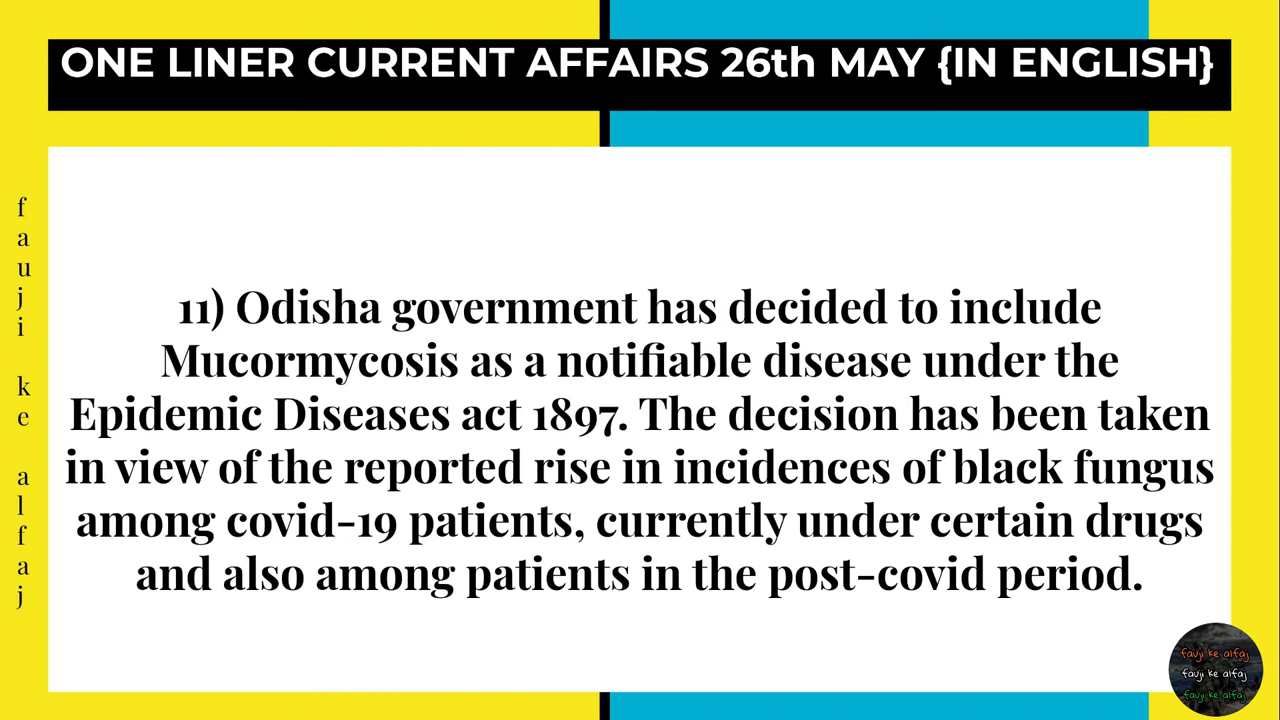 ONE LINER CURRENT AFFAIRS 26th MAY {IN ENGLISH}
fauji ke alfaj
11) Odisha government has decided to include
Mucormycosis as a notifiable disease under the
Epidemic Diseases act 1897. The decision has been taken
in view of the reported rise in incidences of black fungus
among covid-19 patients, currently under certain drugs
and also among patients in the post-covid period.
fauji ke alfaj
fauji ke alfaj
fauji ke alfaj